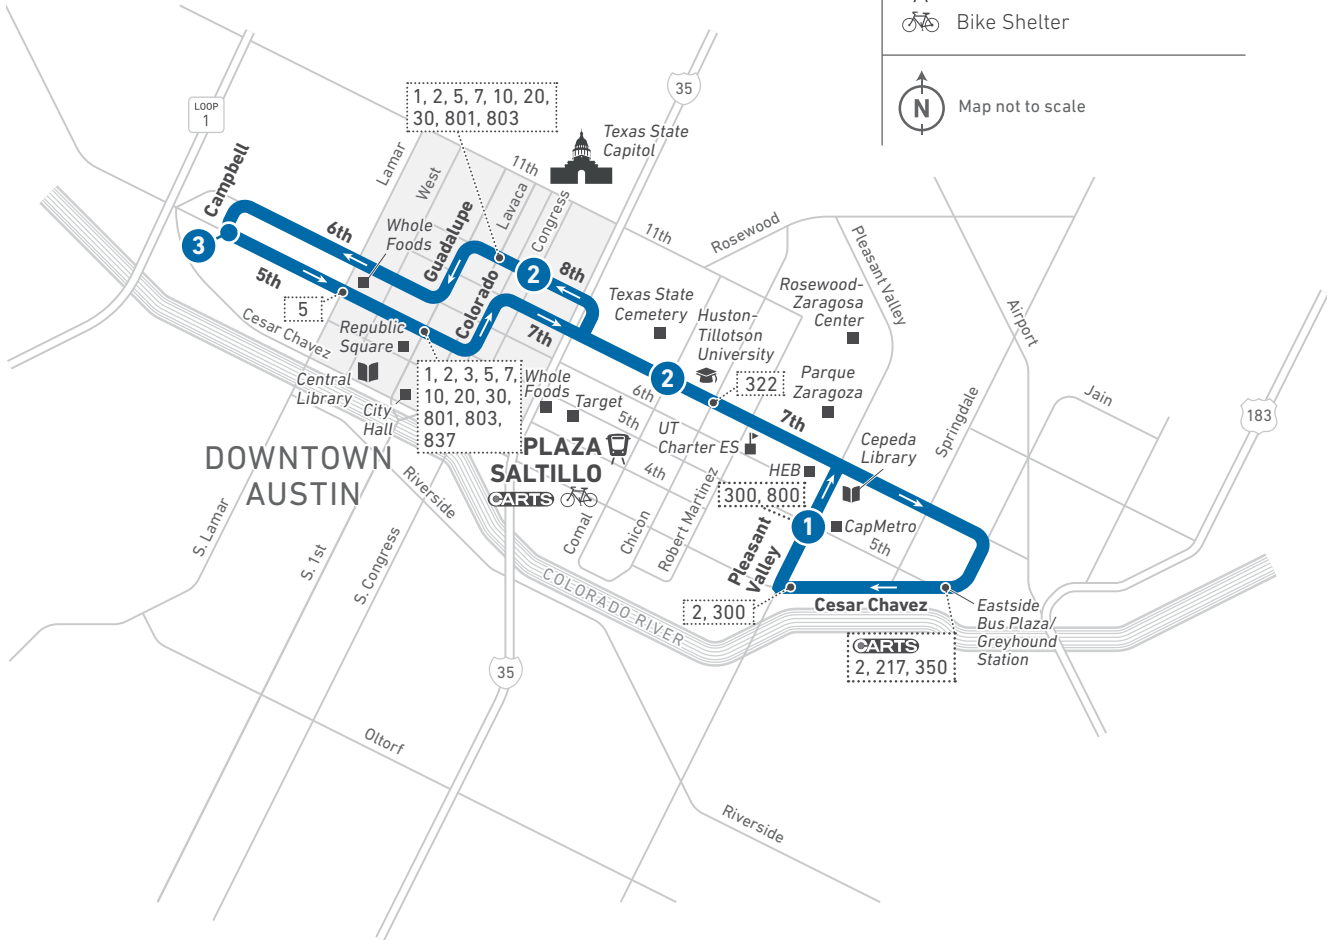 Bike Shelter
N
Map not to scale
35
LOOP
1
1, 2, 5, 7, 10, 20,
30, 801, 803
Texas State
Capitol
11th
Lamar
West
Lavaca
Congress
Campbell
Guadalupe
Whole
Foods
6th
3
5th
2
8th
11th
Rosewood
Pleasant Valley
Rosewood-
Zaragosa
Center
Airport
Texas State
Cemetery
Huston-
Tillotson
University
5
Cesar Chavez
Republic
Square
Colorado
7th
Central
Library
City
Hall
1, 2, 3, 5, 7,
10, 20, 30,
801, 803,
837
Whole
Foods
Target
6th
5th
4th
2
322
Parque
Zaragoza
7th
Jain
Springdale
183
UT
Charter ES
Cepeda
Library
HEB
DOWNTOWN
AUSTIN
PLAZA
SALTILLO
CARTS
Riverside
300, 800
1
CapMetro
5th
S. Lamar
S. 1st
S. Congress
Comal
Chicon
Robert Martinez
Pleasant
Valley
COLORADO RIVER
2, 300
Cesar Chavez
Eastside
Bus Plaza/
Greyhound
Station
CARTS
2, 217, 350
35
Oltorf
Riverside